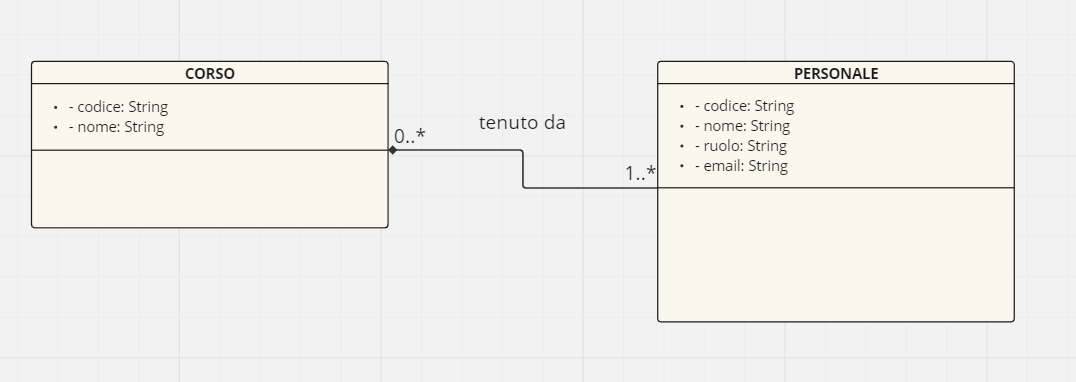 CORSO
• - codice: String
• - nome: String
0..*
tenuto da
1..*
PERSONALE
• - codice: String
• - nome: String
• - ruolo: String
• - email: String